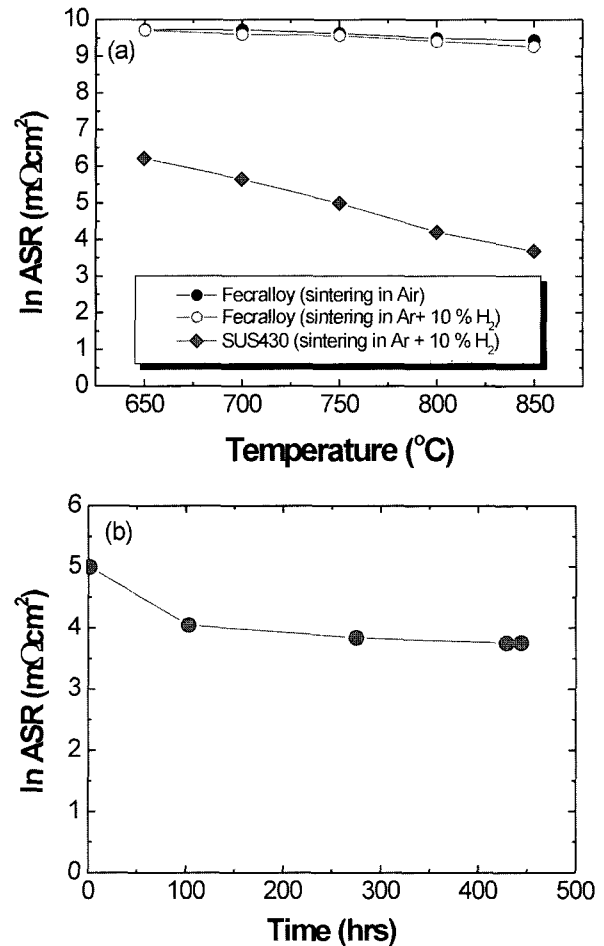 (a)
ln ASR (mΩcm²)
10
9
8
7
6
5
4
3
2
1
0
Fecralloy (sintering in Air)
Fecralloy (sintering in Ar+ 10 % H₂)
SUS430 (sintering in Ar + 10 % H₂)
650 700 750 800 850
Temperature (°C)
(b)
ln ASR (mΩcm²)
6
5
4
3
2
1
0
0 100 200 300 400 500
Time (hrs)